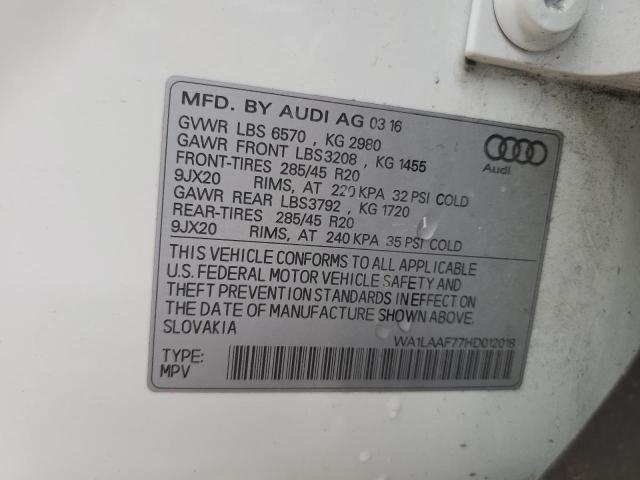 MFD. BY AUDI AG 03 16
GVWR LBS 6570 , KG 2980
GAWR FRONT LBS3208 , KG 1455
FRONT-TIRES 285/45 R20
9JX20 RIMS, AT 220 KPA 32 PSI COLD
GAWR REAR LBS3792 , KG 1720
REAR-TIRES 285/45 R20
9JX20 RIMS, AT 240 KPA 35 PSI COLD
Audi
THIS VEHICLE CONFORMS TO ALL APPLICABLE
U.S. FEDERAL MOTOR VEHICLE SAFETY AND
THEFT PREVENTION STANDARDS IN EFFECT ON
THE DATE OF MANUFACTURE SHOWN ABOVE.
SLOVAKIA
WA1LAAF77HD012018
TYPE:
MPV